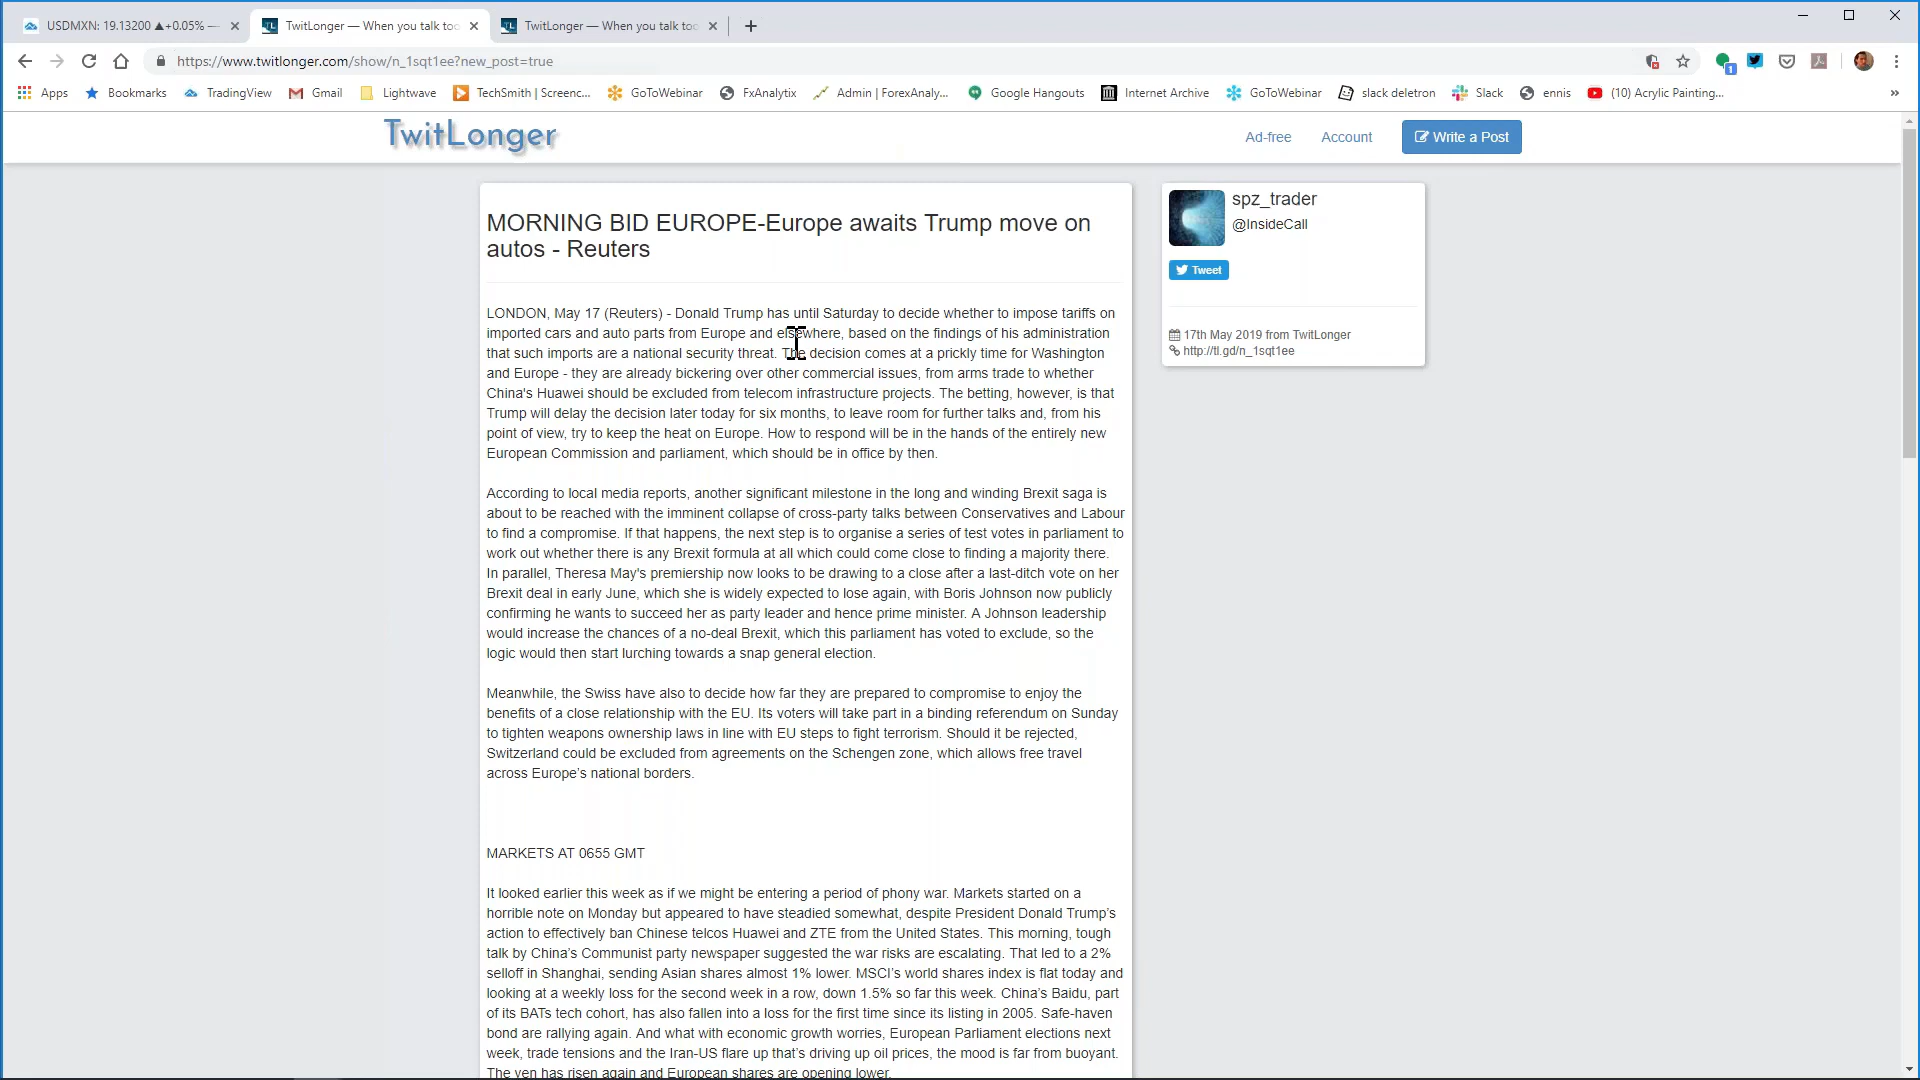 USDMXN: 19.13200 ▲+0.05% —
TwitLonger — When you talk too
TwitLonger — When you talk too
https://www.twitlonger.com/show/n_1sqt1ee?new_post=true
1
Apps Bookmarks TradingView Gmail Lightwave TechSmith | Screenc... GoToWebinar FxAnalytix Admin | ForexAnaly... Google Hangouts Internet Archive GoToWebinar slack deletron Slack ennis (10) Acrylic Painting... »
TwitLonger
Ad-free Account Write a Post
MORNING BID EUROPE-Europe awaits Trump move on
autos - Reuters
LONDON, May 17 (Reuters) - Donald Trump has until Saturday to decide whether to impose tariffs on
imported cars and auto parts from Europe and elsewhere, based on the findings of his administration
that such imports are a national security threat. The decision comes at a prickly time for Washington
and Europe - they are already bickering over other commercial issues, from arms trade to whether
China's Huawei should be excluded from telecom infrastructure projects. The betting, however, is that
Trump will delay the decision later today for six months, to leave room for further talks and, from his
point of view, try to keep the heat on Europe. How to respond will be in the hands of the entirely new
European Commission and parliament, which should be in office by then.
According to local media reports, another significant milestone in the long and winding Brexit saga is
about to be reached with the imminent collapse of cross-party talks between Conservatives and Labour
to find a compromise. If that happens, the next step is to organise a series of test votes in parliament to
work out whether there is any Brexit formula at all which could come close to finding a majority there.
In parallel, Theresa May's premiership now looks to be drawing to a close after a last-ditch vote on her
Brexit deal in early June, which she is widely expected to lose again, with Boris Johnson now publicly
confirming he wants to succeed her as party leader and hence prime minister. A Johnson leadership
would increase the chances of a no-deal Brexit, which this parliament has voted to exclude, so the
logic would then start lurching towards a snap general election.
Meanwhile, the Swiss have also to decide how far they are prepared to compromise to enjoy the
benefits of a close relationship with the EU. Its voters will take part in a binding referendum on Sunday
to tighten weapons ownership laws in line with EU steps to fight terrorism. Should it be rejected,
Switzerland could be excluded from agreements on the Schengen zone, which allows free travel
across Europe’s national borders.
MARKETS AT 0655 GMT
It looked earlier this week as if we might be entering a period of phony war. Markets started on a
horrible note on Monday but appeared to have steadied somewhat, despite President Donald Trump’s
action to effectively ban Chinese telcos Huawei and ZTE from the United States. This morning, tough
talk by China’s Communist party newspaper suggested the war risks are escalating. That led to a 2%
selloff in Shanghai, sending Asian shares almost 1% lower. MSCI’s world shares index is flat today and
looking at a weekly loss for the second week in a row, down 1.5% so far this week. China’s Baidu, part
of its BATs tech cohort, has also fallen into a loss for the first time since its listing in 2005. Safe-haven
bond are rallying again. And what with economic growth worries, European Parliament elections next
week, trade tensions and the Iran-US flare up that’s driving up oil prices, the mood is far from buoyant.
The yen has risen again and European shares are opening lower.
spz_trader
@InsideCall
Tweet
17th May 2019 from TwitLonger
http://tl.gd/n_1sqt1ee